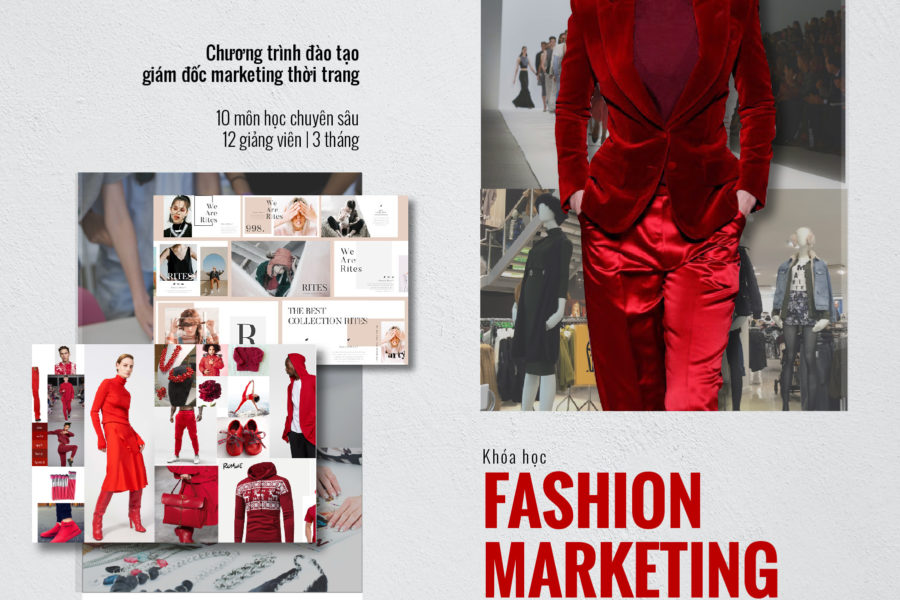 Chương trình đào tạo
giám đốc marketing thời trang
10 môn học chuyên sâu
12 giảng viên | 3 tháng
We
Are
Rites
We
Are
Rites
998.
RITES
RITES
We
Are
Rites
R
THE BEST
COLLECTION RITES
Khóa học
FASHION
MARKETING